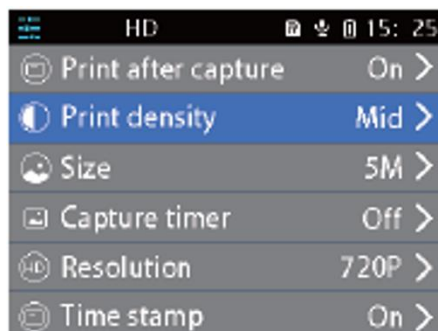 HD 15: 25
Print after capture On >
Print density Mid >
Size 5M >
Capture timer Off >
HD Resolution 720P >
Time stamp On >